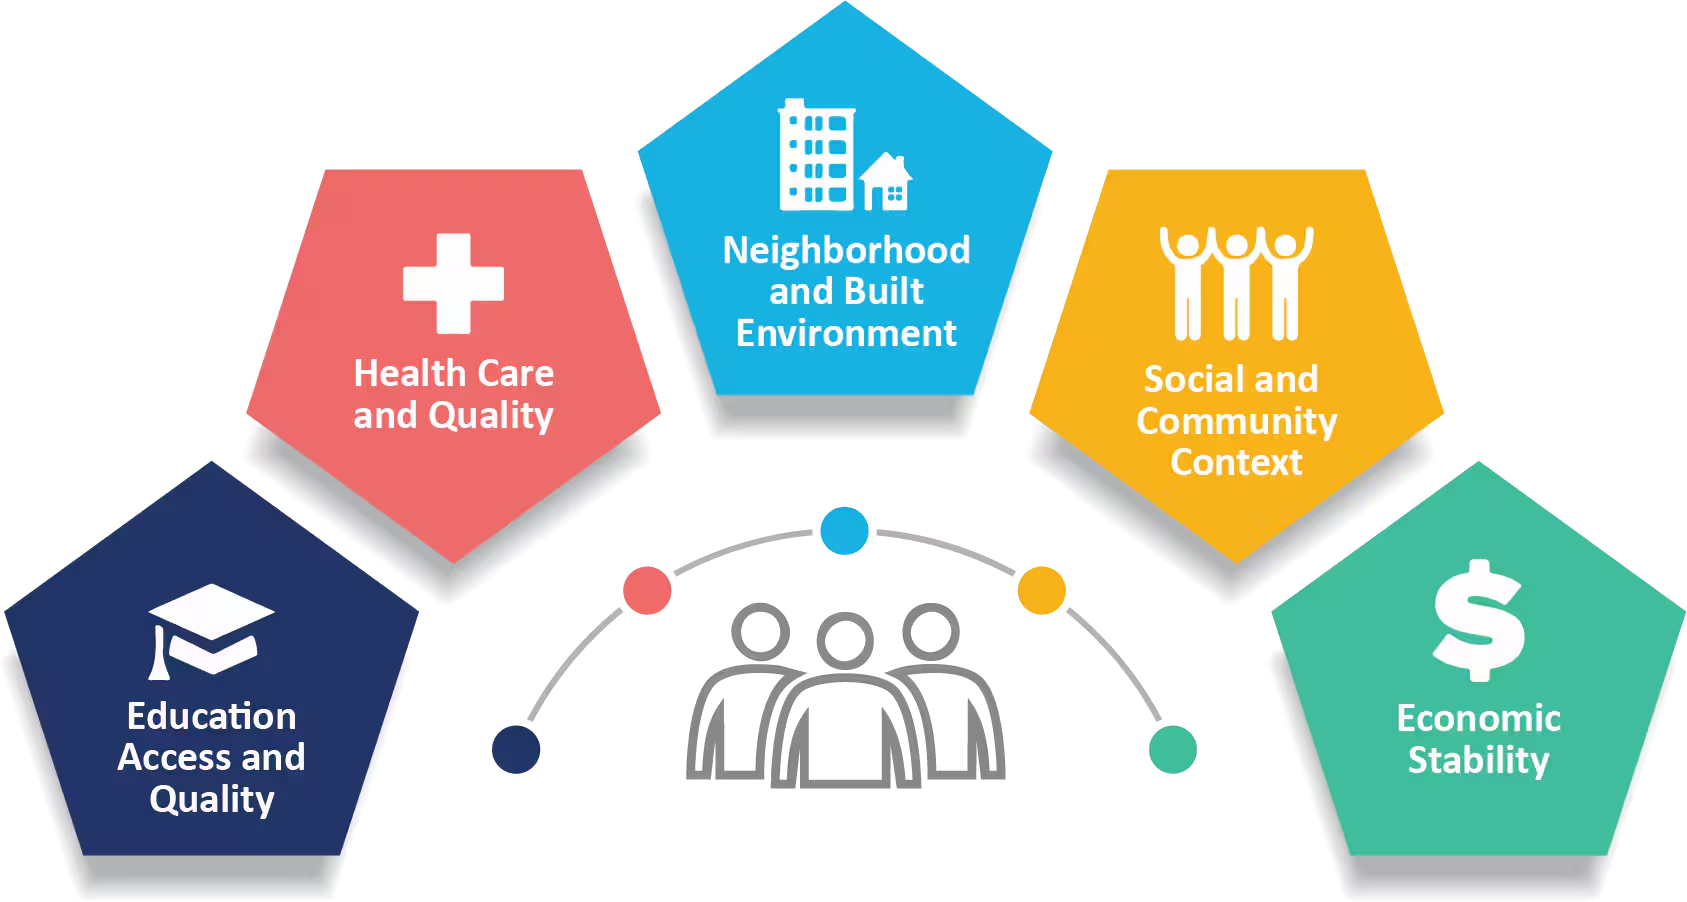 Neighborhood
and Built
Environment
Health Care
and Quality
Social and
Community
Context
Education
Access and
Quality
Economic
Stability